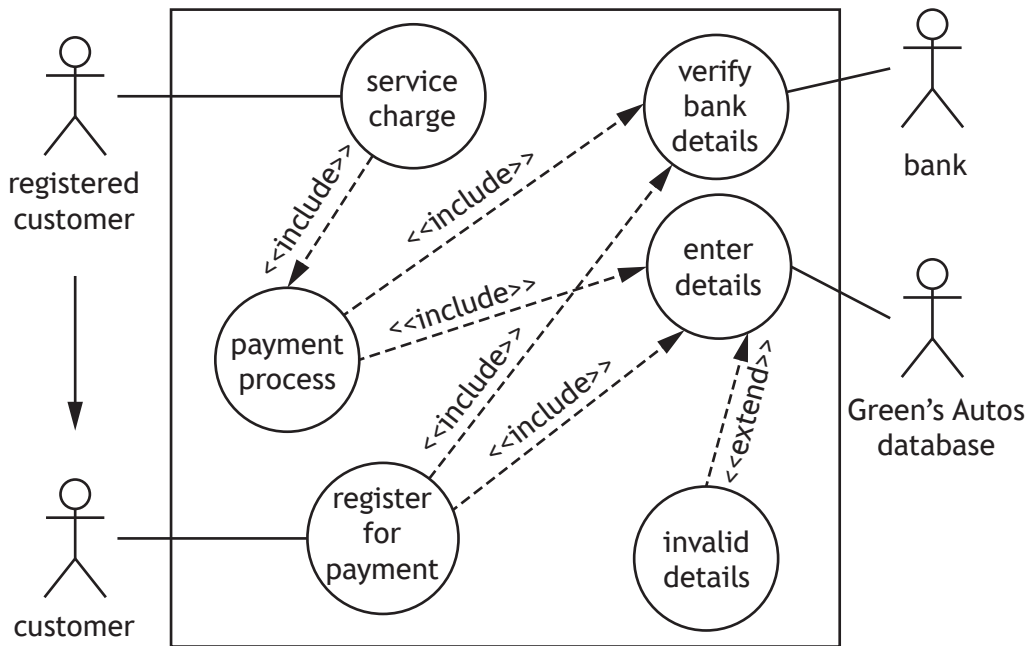 registered
customer
service
charge
verify
bank
details
bank
<<include>>
<<include>>
enter
details
payment
process
<<include>>
<<include>>
<<include>>
<<extend>>
Green's Autos
database
register
for
payment
invalid
details
customer